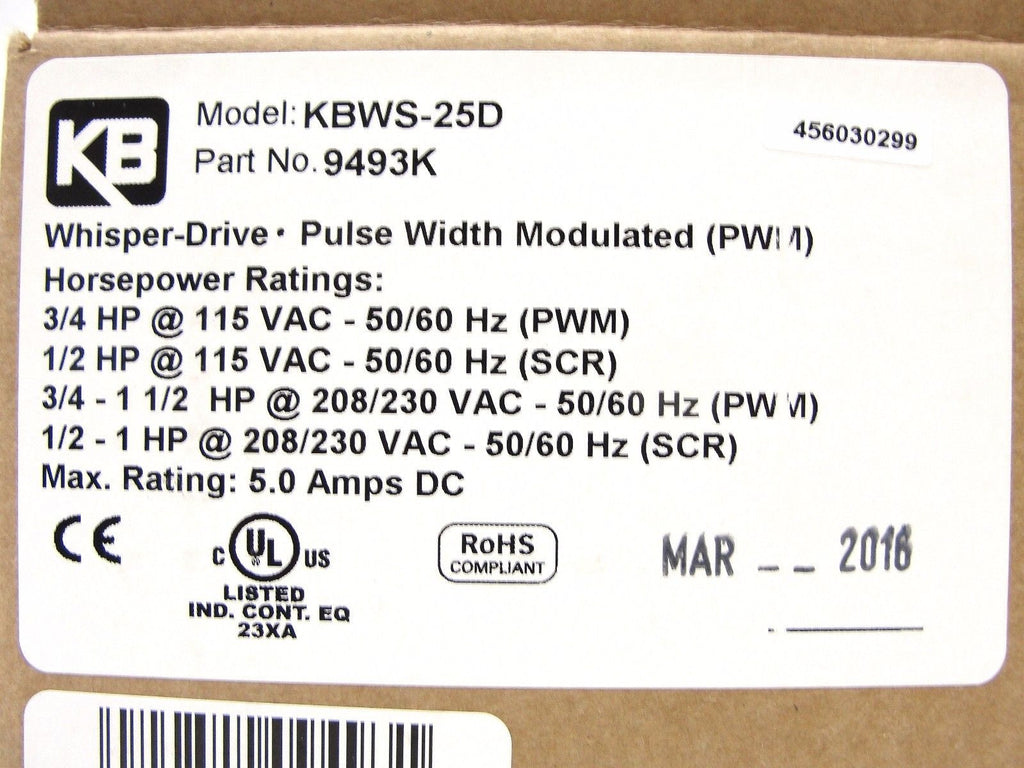 KB
Model: KBWS-25D
Part No. 9493K
456030299
Whisper-Drive • Pulse Width Modulated (PWM)
Horsepower Ratings:
3/4 HP @ 115 VAC - 50/60 Hz (PWM)
1/2 HP @ 115 VAC - 50/60 Hz (SCR)
3/4 - 1 1/2 HP @ 208/230 VAC - 50/60 Hz (PWM)
1/2 - 1 HP @ 208/230 VAC - 50/60 Hz (SCR)
Max. Rating: 5.0 Amps DC
CE
C UL US
LISTED
IND. CONT. EQ
23XA
RoHS
COMPLIANT
MAR -- 2016